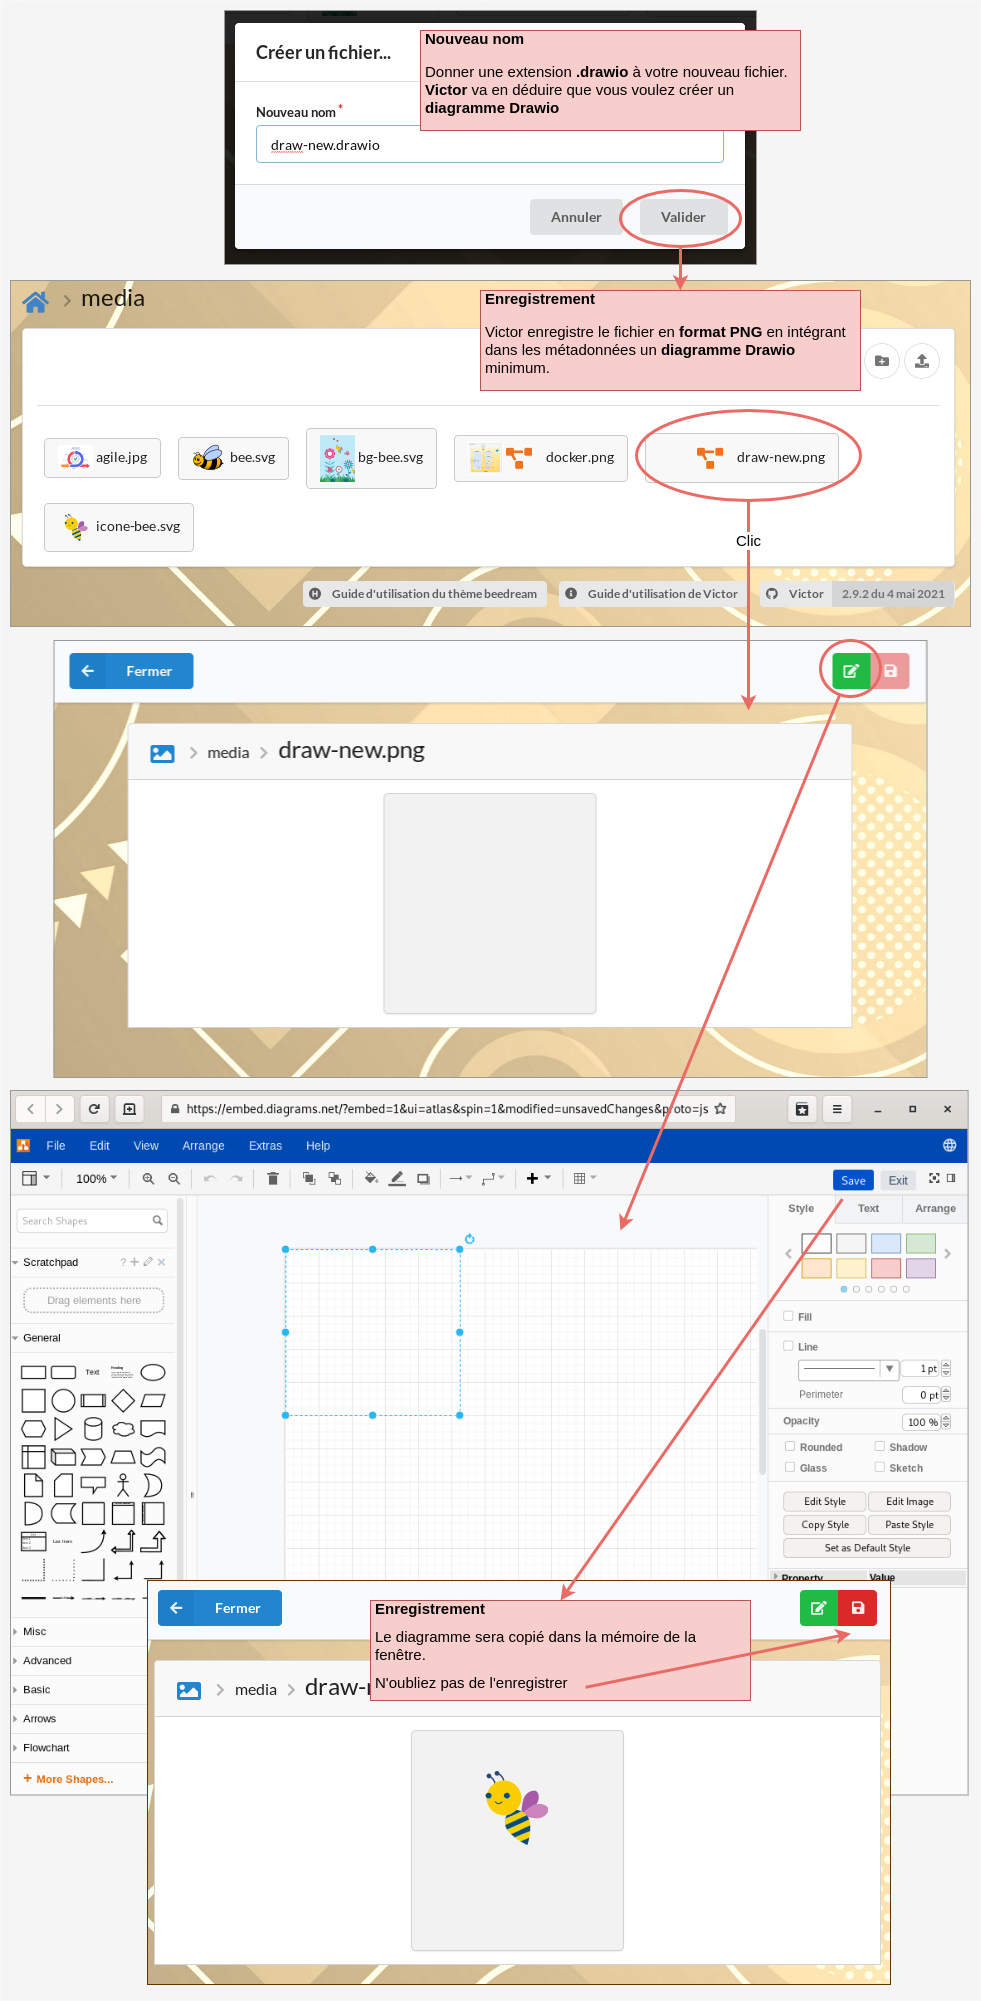 Créer un fichier...
Nouveau nom
Donner une extension .drawio à votre nouveau fichier.
Victor va en déduire que vous voulez créer un
diagramme Drawio
Nouveau nom *
draw-new.drawio
Annuler
Valider
media
Enregistrement
Victor enregistre le fichier en format PNG en intégrant
dans les métadonnées un diagramme Drawio
minimum.
agile.jpg
bee.svg
bg-bee.svg
docker.png
draw-new.png
icone-bee.svg
Clic
Guide d'utilisation du thème beedream
Guide d'utilisation de Victor
Victor
2.9.2 du 4 mai 2021
Fermer
media
draw-new.png
https://embed.diagrams.net/?embed=1&ui=atlas&spin=1&modified=unsavedChanges&proto=js
File
Edit
View
Arrange
Extras
Help
100%
Save
Exit
Search Shapes
Style
Text
Arrange
Scratchpad
?
Drag elements here
General
Text
Heading
Fill
Line
1 pt
Perimeter
0 pt
Opacity
100 %
Rounded
Shadow
Glass
Sketch
Edit Style
Edit Image
Copy Style
Paste Style
Set as Default Style
Property
Value
List Item
Misc
Advanced
Basic
Arrows
Flowchart
+ More Shapes...
Fermer
Enregistrement
Le diagramme sera copié dans la mémoire de la
fenêtre.
N'oubliez pas de l'enregistrer
media
draw-